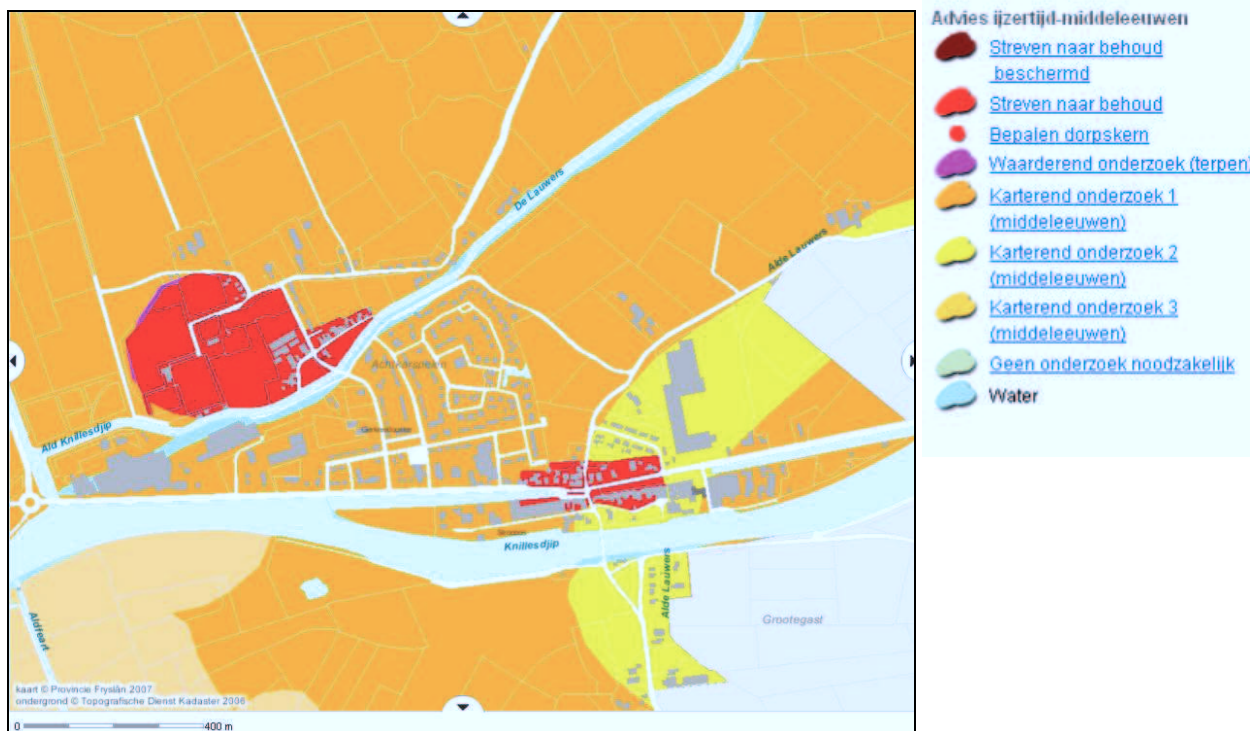 Advies ijzertijd-middeleeuwen
Streven naar behoud
beschermd
Streven naar behoud
Bepalen dorpskern
Waarderend onderzoek (terpen)
Karterend onderzoek 1
(middeleeuwen)
Karterend onderzoek 2
(middeleeuwen)
Karterend onderzoek 3
(middeleeuwen)
Geen onderzoek noodzakelijk
Water
De Lauwers
Alde Lauwers
Ald Knillesdjip
Knillesdjip
Alde Lauwers
Aldfeart
Grootegast
kaart © Provincie Fryslân 2007
ondergrond © Topografische Dienst Kadaster 2006
0 400 m